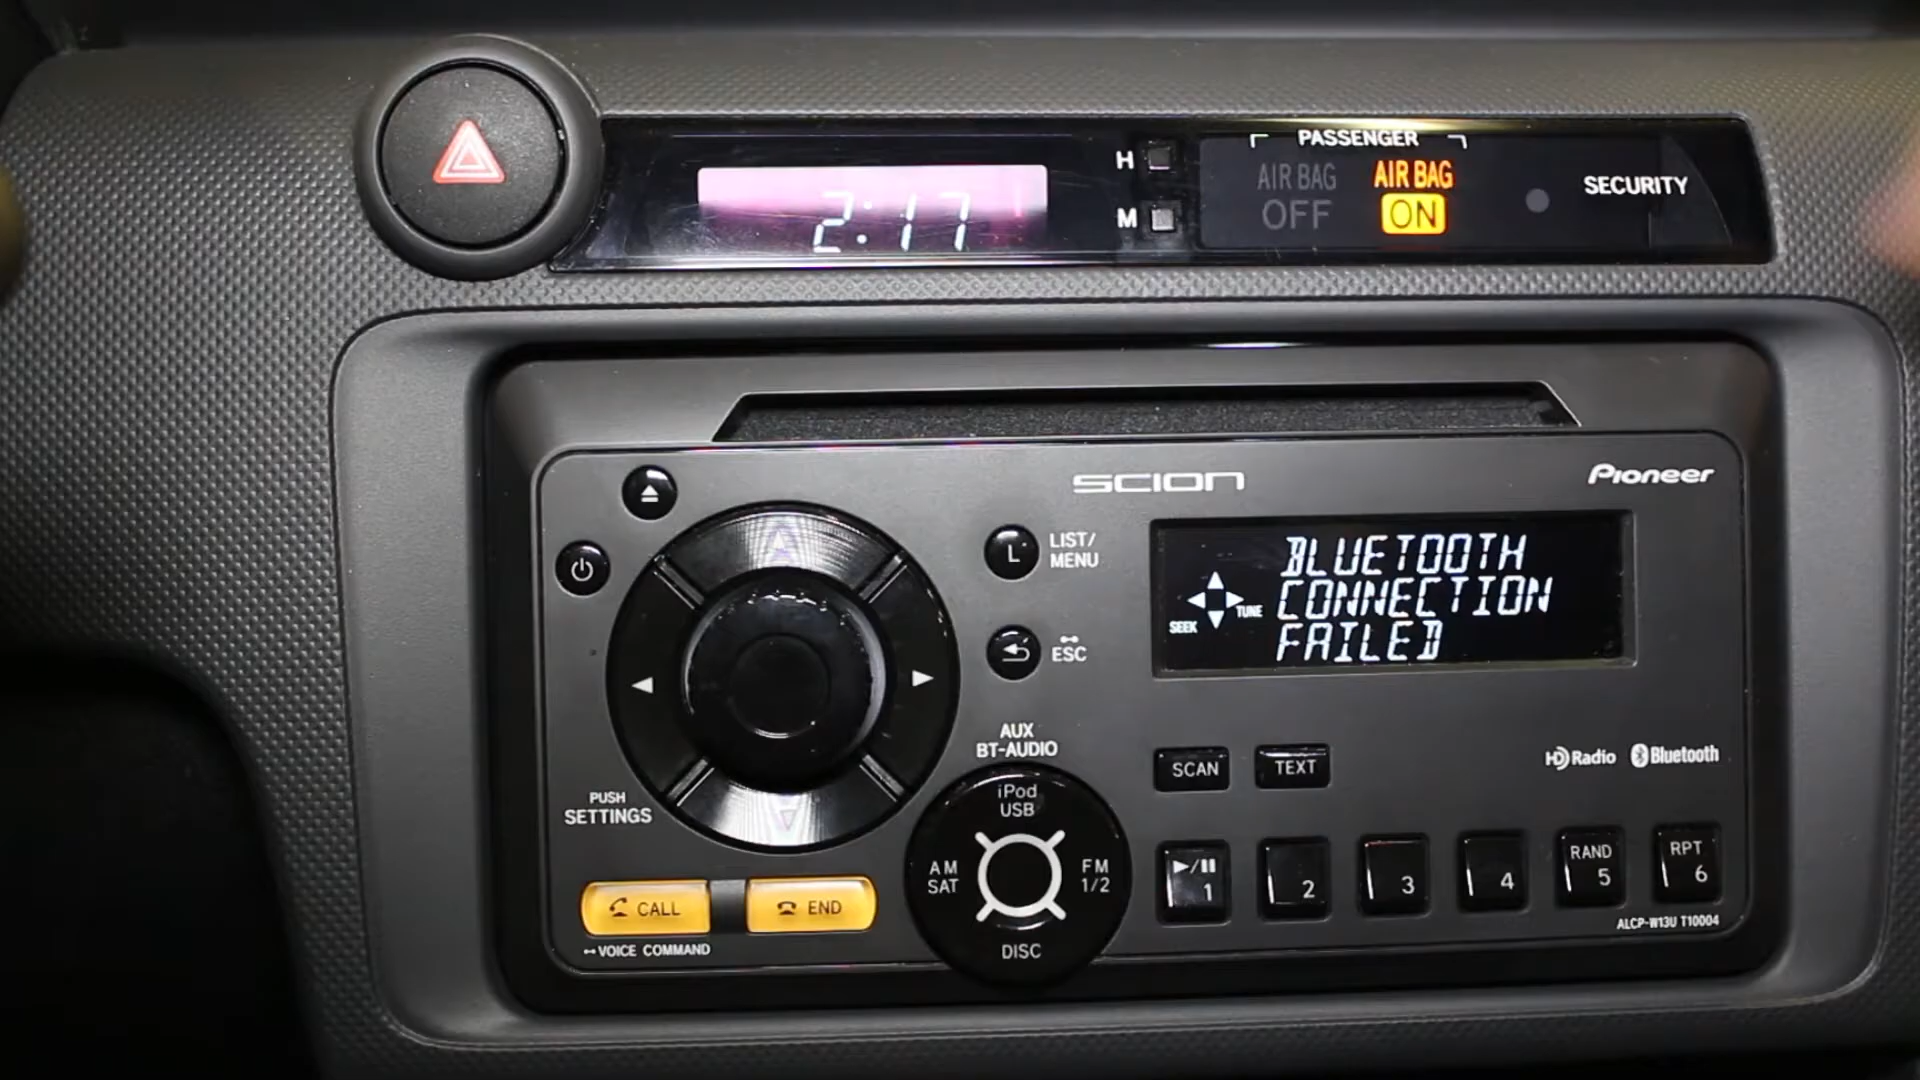 PASSENGER
AIR BAG
OFF
AIR BAG
ON
H
M
2:17
SECURITY
SCION
Pioneer
L
LIST/
MENU
ESC
BLUETOOTH
CONNECTION
FAILED
SEEK
TUNE
AUX
BT-AUDIO
iPod
USB
AM
SAT
FM
1/2
DISC
PUSH
SETTINGS
CALL
END
VOICE COMMAND
SCAN
TEXT
HD Radio
Bluetooth
1
2
3
4
RAND
5
RPT
6
ALCP-W13U T10004